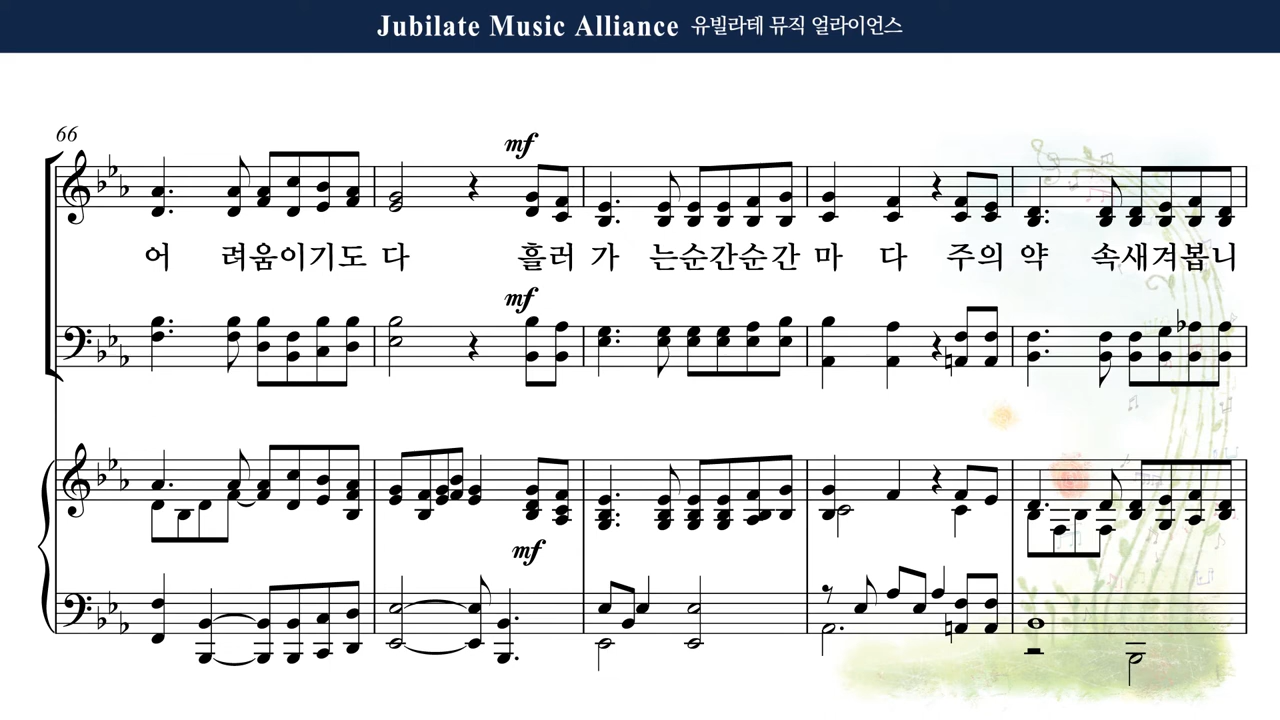 Jubilate Music Alliance 유빌라테 뮤직 얼라이언스
66
mf
어 려움이기도 다 흘러 가 는순간순간 마 다 주의 약 속새겨봅니
mf
mf